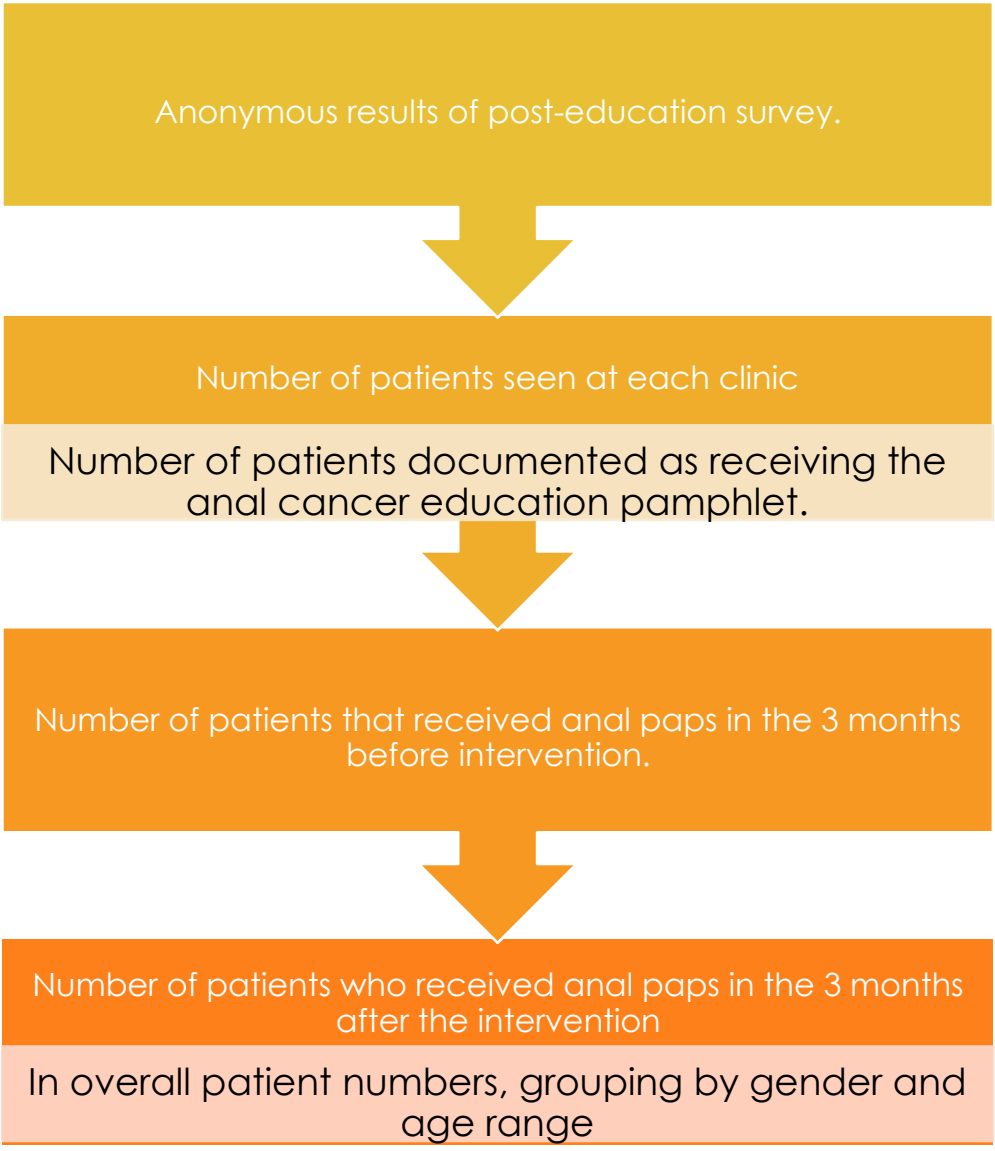 Anonymous results of post-education survey.
Number of patients seen at each clinic
Number of patients documented as receiving the
anal cancer education pamphlet.
Number of patients that received anal paps in the 3 months
before intervention.
Number of patients who received anal paps in the 3 months
after the intervention
In overall patient numbers, grouping by gender and
age range